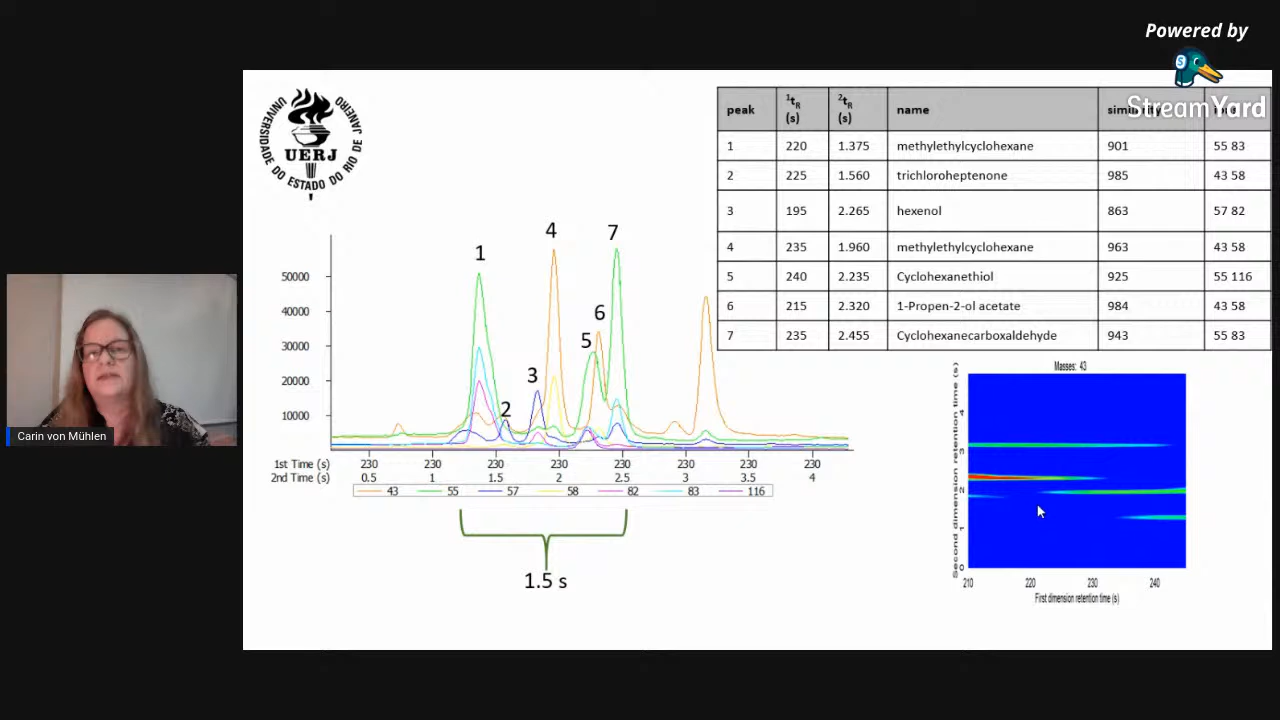 Powered by
StreamYard
UNIVERSIDADE DO ESTADO DO RIO DE JANEIRO
UERJ
peak 1tR (s) 2tR (s) name
1 220 1.375 methylethylcyclohexane 901 55 83
2 225 1.560 trichloroheptenone 985 43 58
3 195 2.265 hexenol 863 57 82
4 235 1.960 methylethylcyclohexane 963 43 58
5 240 2.235 Cyclohexanethiol 925 55 116
6 215 2.320 1-Propen-2-ol acetate 984 43 58
7 235 2.455 Cyclohexanecarboxaldehyde 943 55 83
1 2 3 4 5 6 7
50000
40000
30000
20000
10000
1st Time (s) 230 230 230 230 230 230 230 230
2nd Time (s) 0.5 1 1.5 2 2.5 3 3.5 4
43 55 57 58 82 83 116
1.5 s
Masses: 43
Second dimension retention time (s)
4
3
2
1
0
210 220 230 240
First dimension retention time (s)
Carin von Mühlen